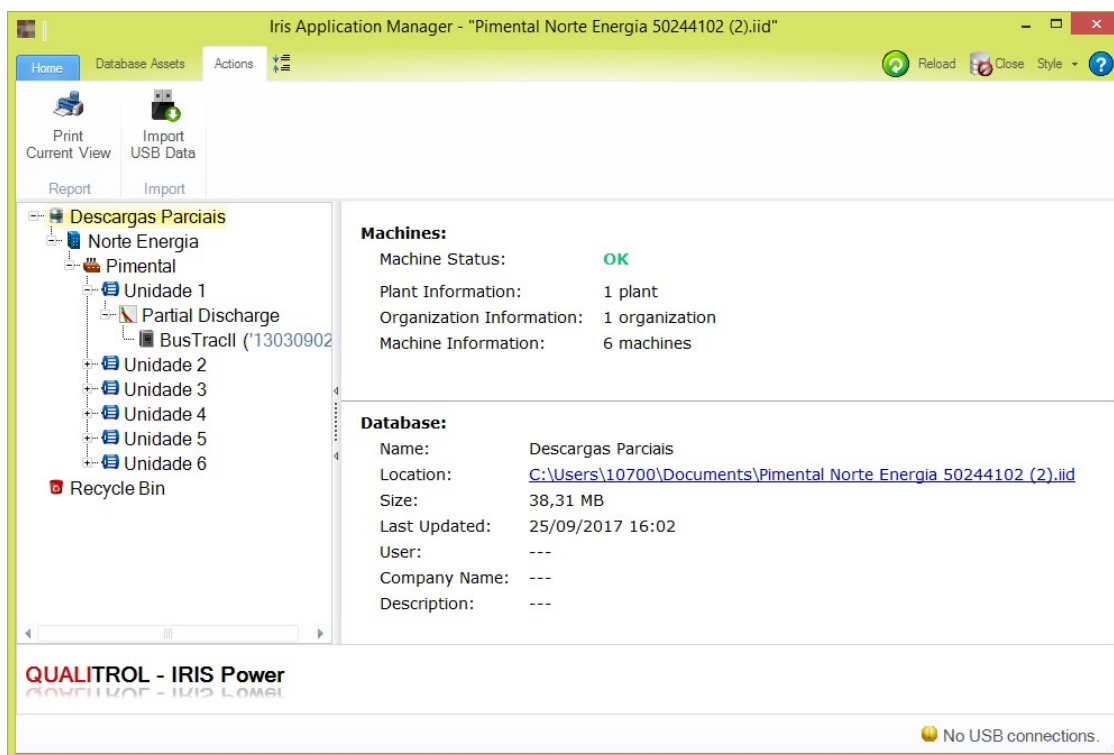 Iris Application Manager - "Pimental Norte Energia 50244102 (2).iid"
Home Database Assets Actions Reload Close Style ?
Print Current View
Import USB Data
Report Import
Descargas Parciais
Norte Energia
Pimental
Unidade 1
Partial Discharge
BusTracII ('13030902
Unidade 2
Unidade 3
Unidade 4
Unidade 5
Unidade 6
Recycle Bin
Machines:
Machine Status: OK
Plant Information: 1 plant
Organization Information: 1 organization
Machine Information: 6 machines
Database:
Name: Descargas Parciais
Location: C:\Users\10700\Documents\Pimental Norte Energia 50244102 (2).iid
Size: 38,31 MB
Last Updated: 25/09/2017 16:02
User: ---
Company Name: ---
Description: ---
QUALITROL - IRIS Power
No USB connections.